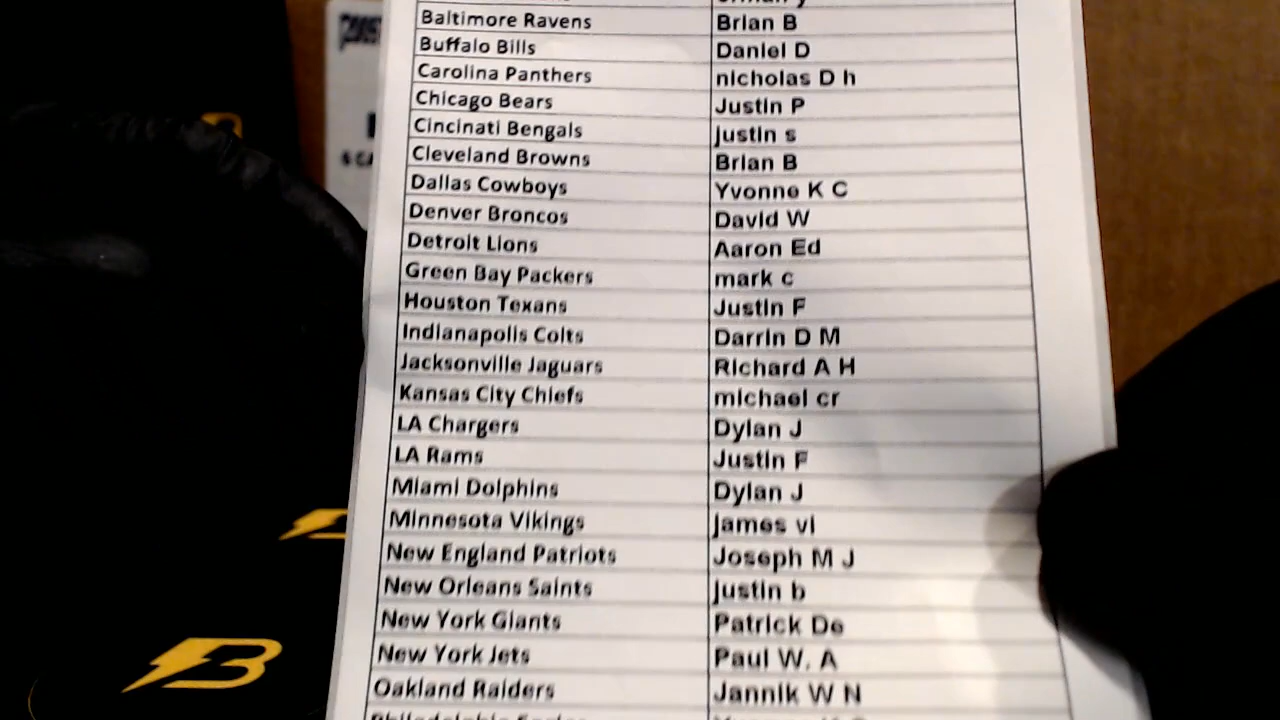 Baltimore Ravens Brian B
Buffalo Bills Daniel D
Carolina Panthers nicholas D h
Chicago Bears Justin P
Cincinati Bengals justin s
Cleveland Browns Brian B
Dallas Cowboys Yvonne K C
Denver Broncos David W
Detroit Lions Aaron Ed
Green Bay Packers mark c
Houston Texans Justin F
Indianapolis Colts Darrin D M
Jacksonville Jaguars Richard A H
Kansas City Chiefs michael cr
LA Chargers Dylan J
LA Rams Justin F
Miami Dolphins Dylan J
Minnesota Vikings james vi
New England Patriots Joseph M J
New Orleans Saints justin b
New York Giants Patrick De
New York Jets Paul W. A
Oakland Raiders Jannik W N
B